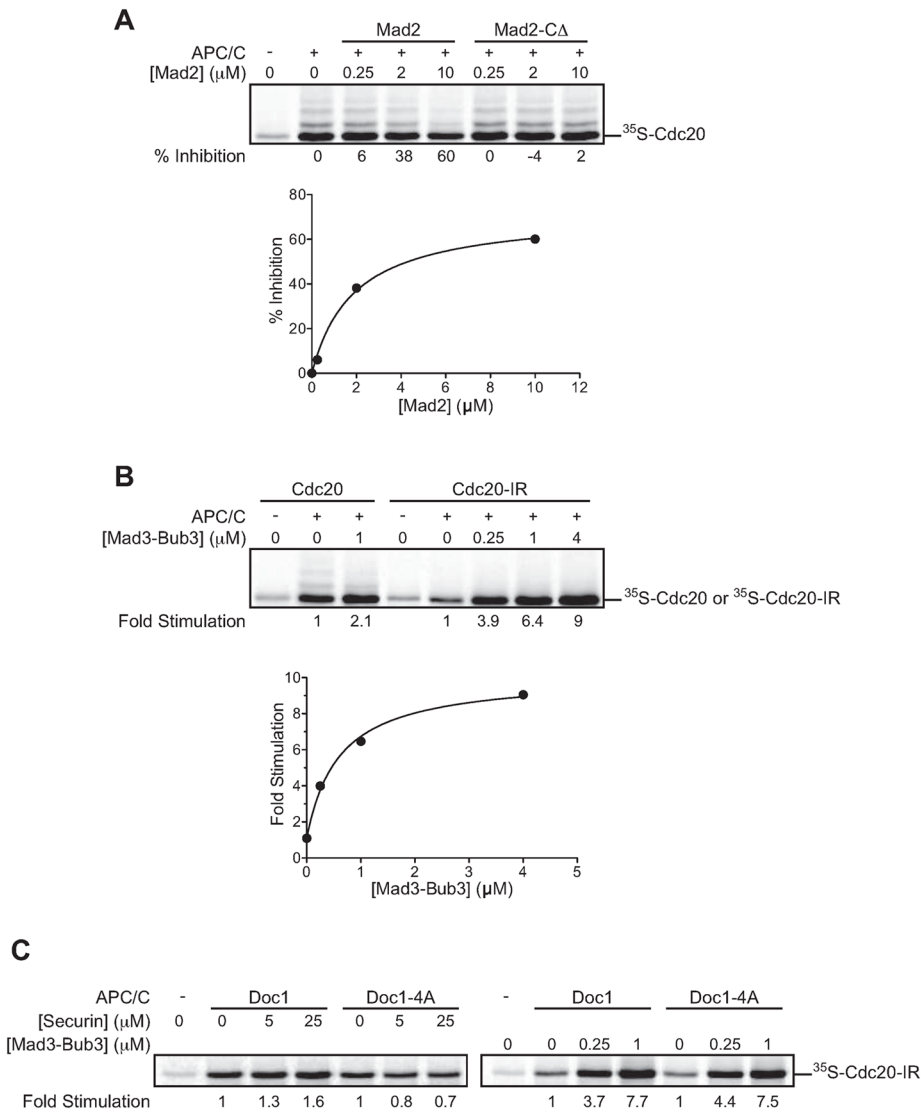 A
Mad2 Mad2-CΔ
APC/C - + + + + + + +
[Mad2] (μM) 0 0 0.25 2 10 0.25 2 10
35S-Cdc20
% Inhibition 0 6 38 60 0 -4 2
80
60
40
20
0
% Inhibition
0 2 4 6 8 10 12
[Mad2] (μM)
B
Cdc20 Cdc20-IR
APC/C - + + - + + + +
[Mad3-Bub3] (μM) 0 0 1 0 0 0.25 1 4
35S-Cdc20 or 35S-Cdc20-IR
Fold Stimulation 1 2.1 1 3.9 6.4 9
10
8
6
4
2
0
Fold Stimulation
0 1 2 3 4 5
[Mad3-Bub3] (μM)
C
APC/C - Doc1 Doc1-4A - Doc1 Doc1-4A
[Securin] (μM) 0 0 5 25 0 5 25
[Mad3-Bub3] (μM) 0 0 0.25 1 0 0.25 1
35S-Cdc20-IR
Fold Stimulation 1 1.3 1.6 1 0.8 0.7 1 3.7 7.7 1 4.4 7.5